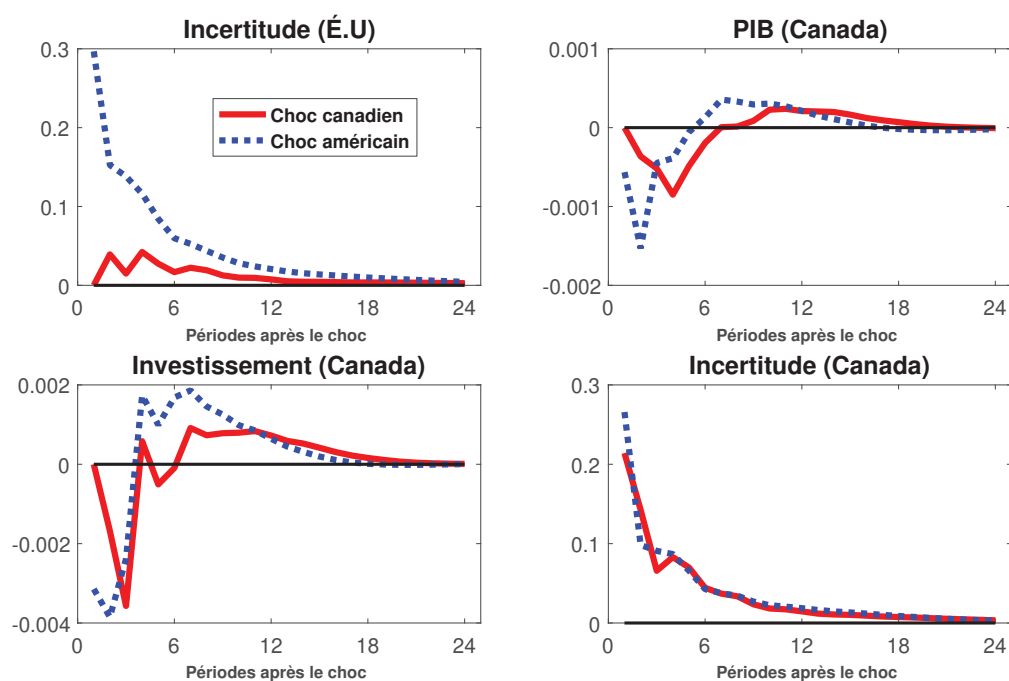 Incertitude (É.U)
0.3
0.2
0.1
0
Choc canadien
Choc américain
0 6 12 18 24
Périodes après le choc
PIB (Canada)
0.001
0
-0.001
-0.002
0 6 12 18 24
Périodes après le choc
Investissement (Canada)
0.002
0
-0.002
-0.004
0 6 12 18 24
Périodes après le choc
Incertitude (Canada)
0.3
0.2
0.1
0
0 6 12 18 24
Périodes après le choc